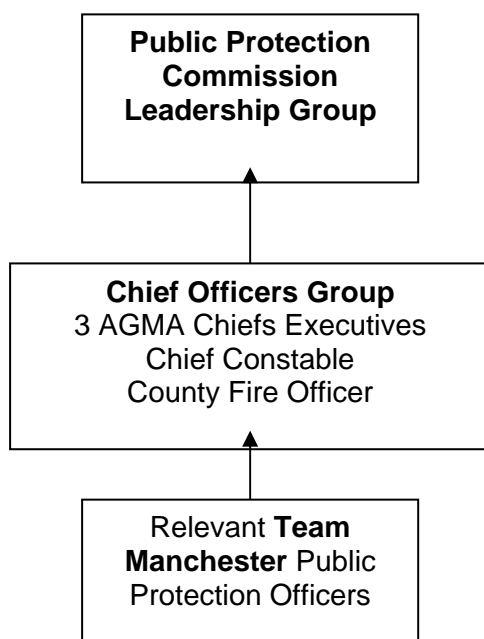 Public Protection
Commission
Leadership Group
Chief Officers Group
3 AGMA Chiefs Executives
Chief Constable
County Fire Officer
Relevant Team
Manchester Public
Protection Officers